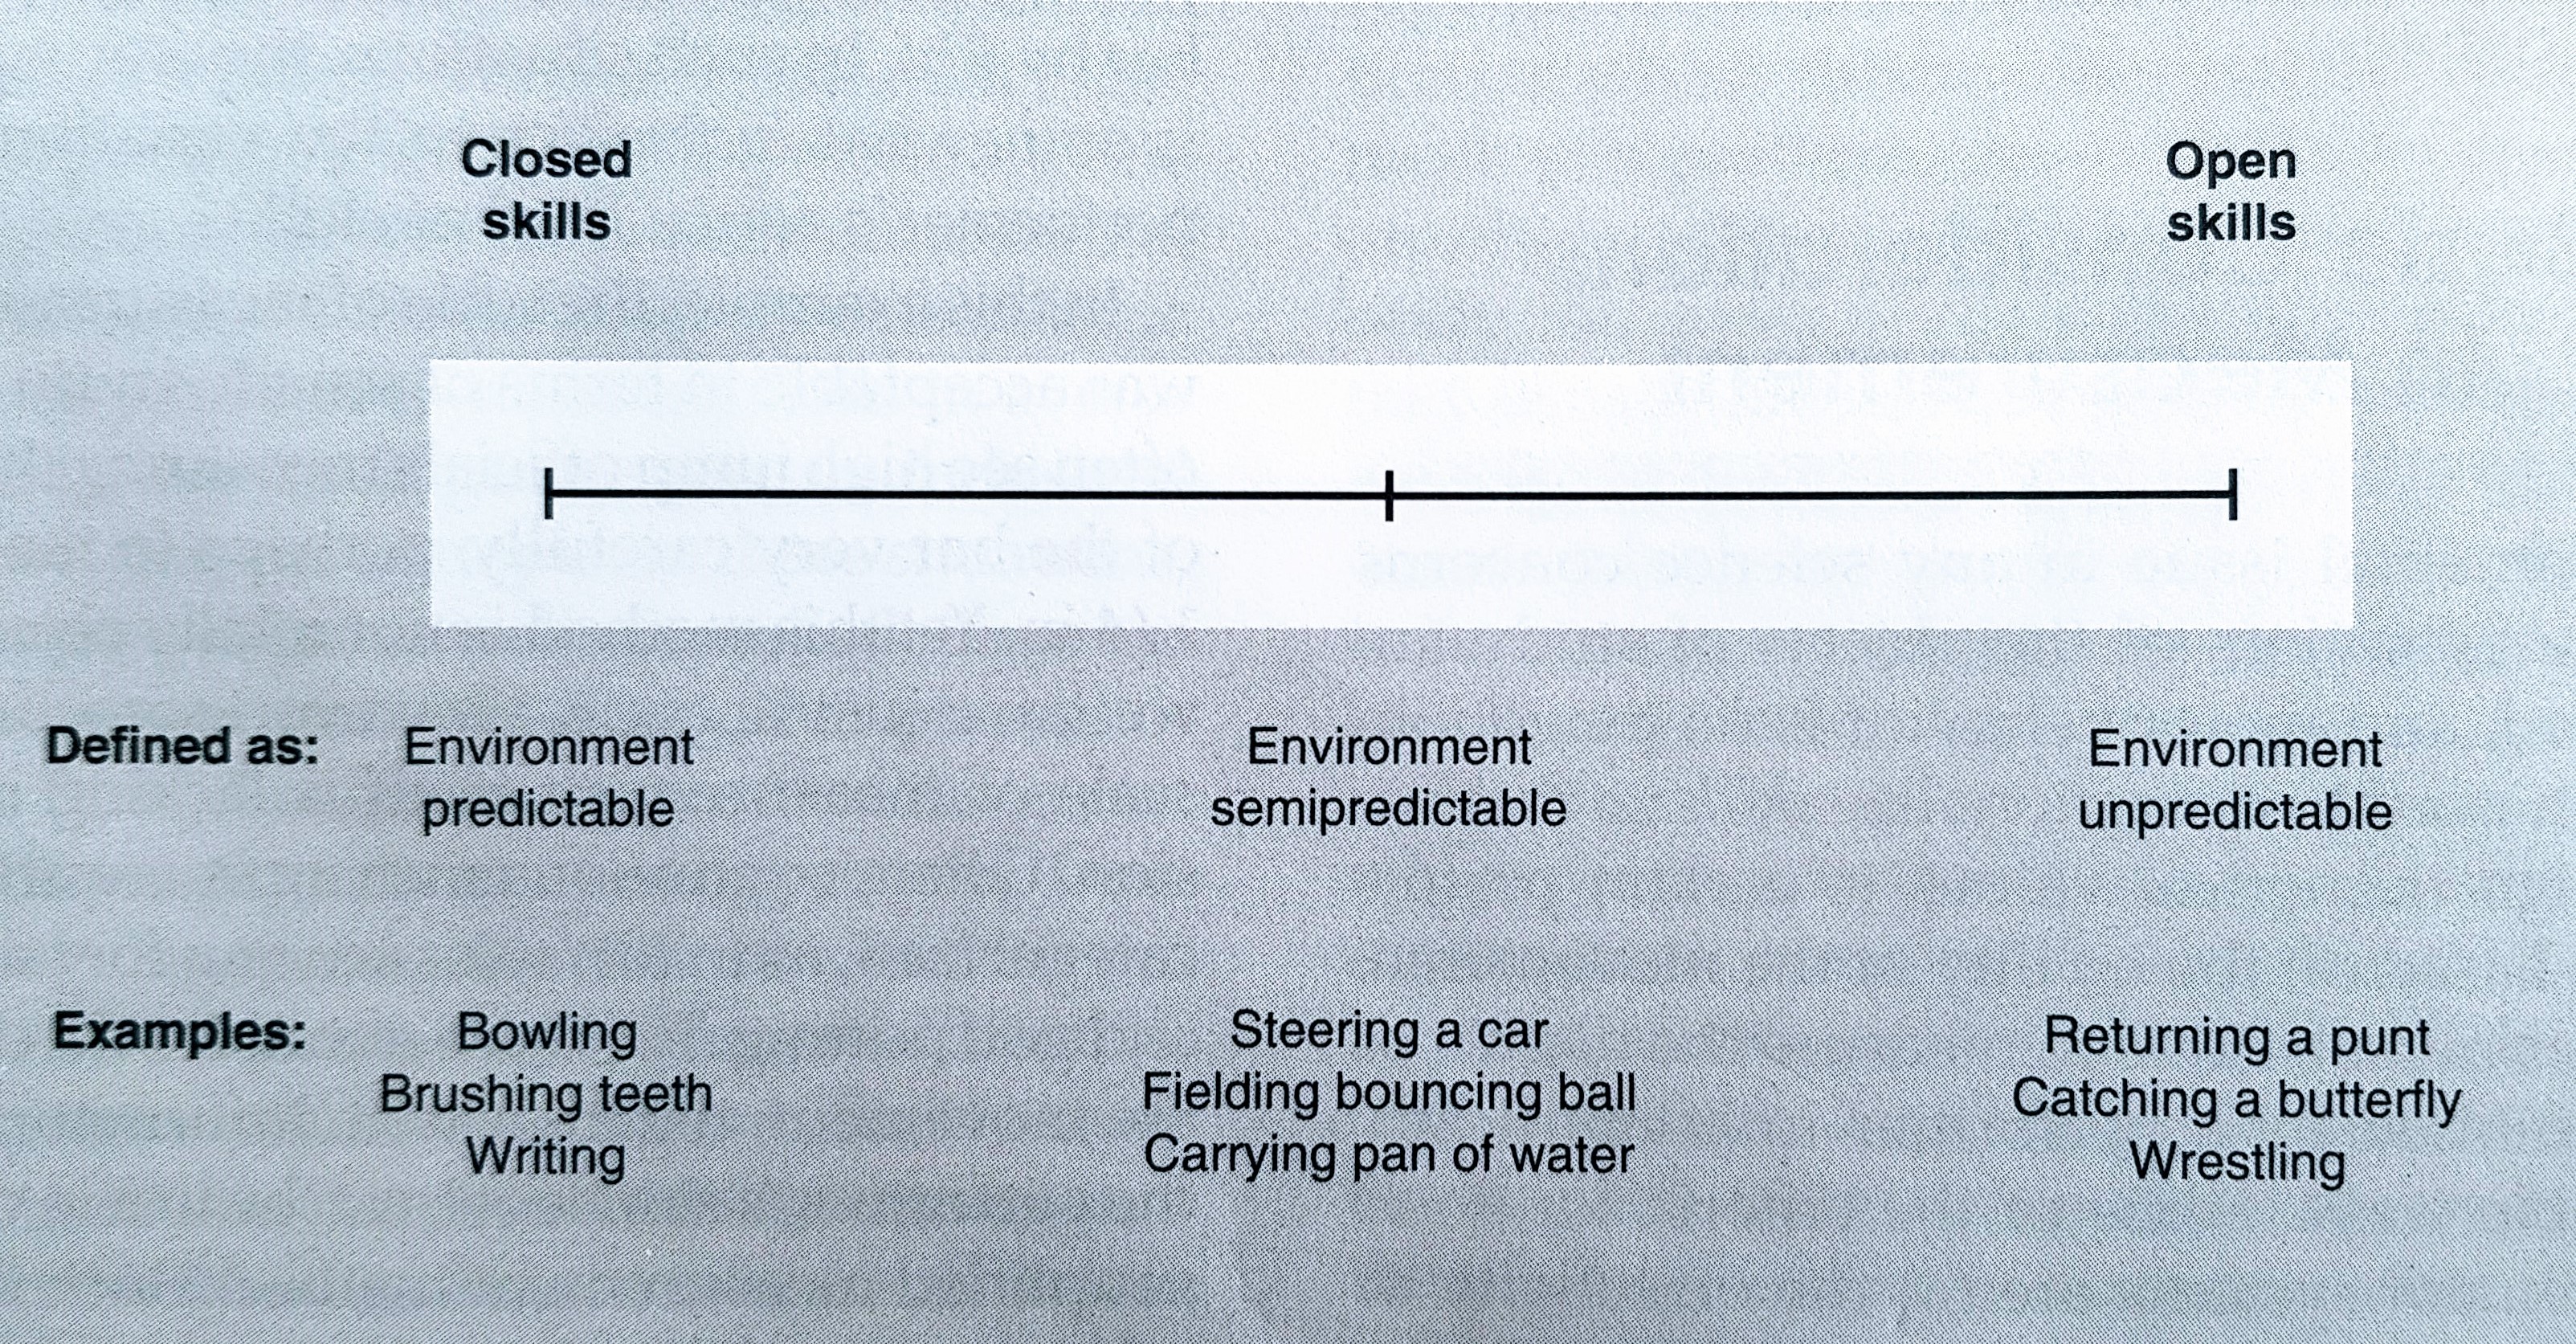 Closed
skills
Open
skills
Defined as:
Environment
predictable
Environment
semipredictable
Environment
unpredictable
Examples:
Bowling
Brushing teeth
Writing
Steering a car
Fielding bouncing ball
Carrying pan of water
Returning a punt
Catching a butterfly
Wrestling